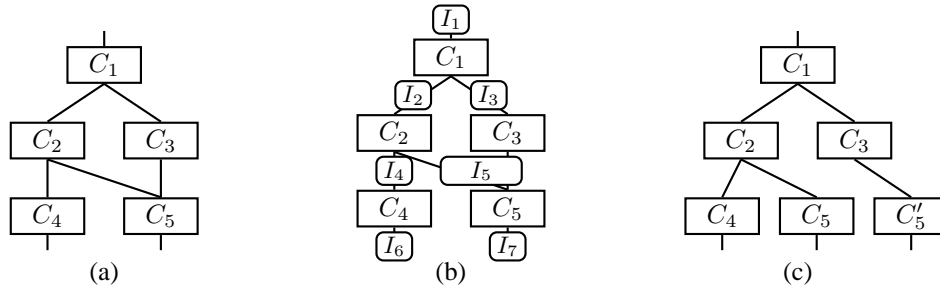 I₁
C₁ C₁ C₁
I₂ I₃
C₂ C₃ C₂ C₃ C₂ C₃
I₄ I₅
C₄ C₅ C₄ C₅ C₄ C₅ C₅′
I₆ I₇
(a) (b) (c)